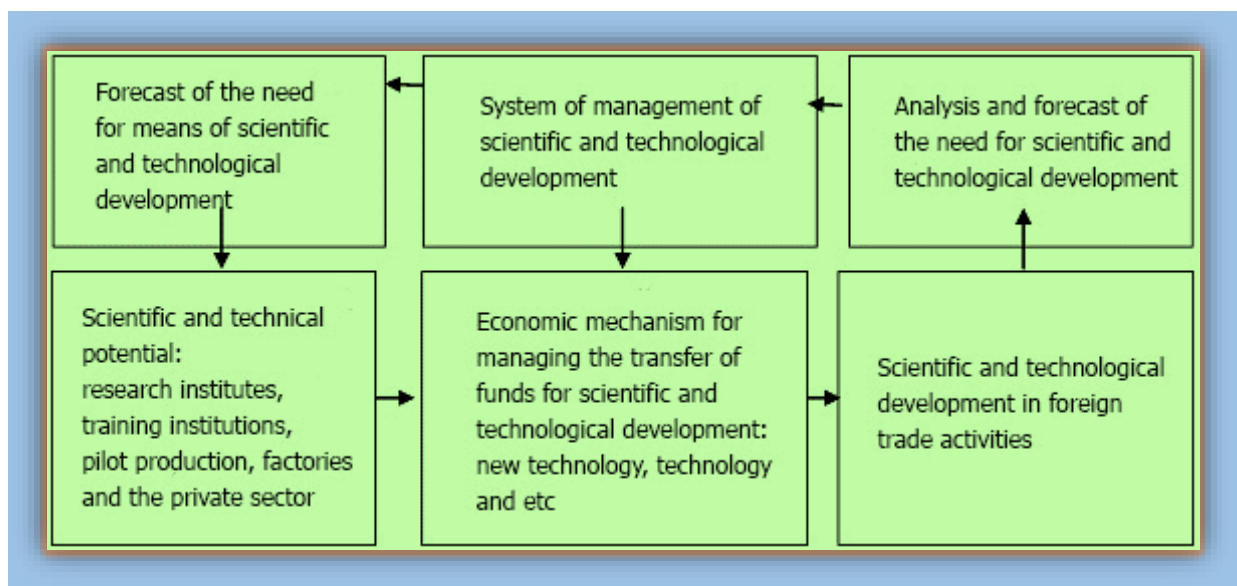 Forecast of the need
for means of scientific
and technological
development
System of management of
scientific and technological
development
Analysis and forecast of
the need for scientific and
technological development
Scientific and technical
potential:
research institutes,
training institutions,
pilot production, factories
and the private sector
Economic mechanism for
managing the transfer of
funds for scientific and
technological development:
new technology, technology
and etc
Scientific and technological
development in foreign
trade activities